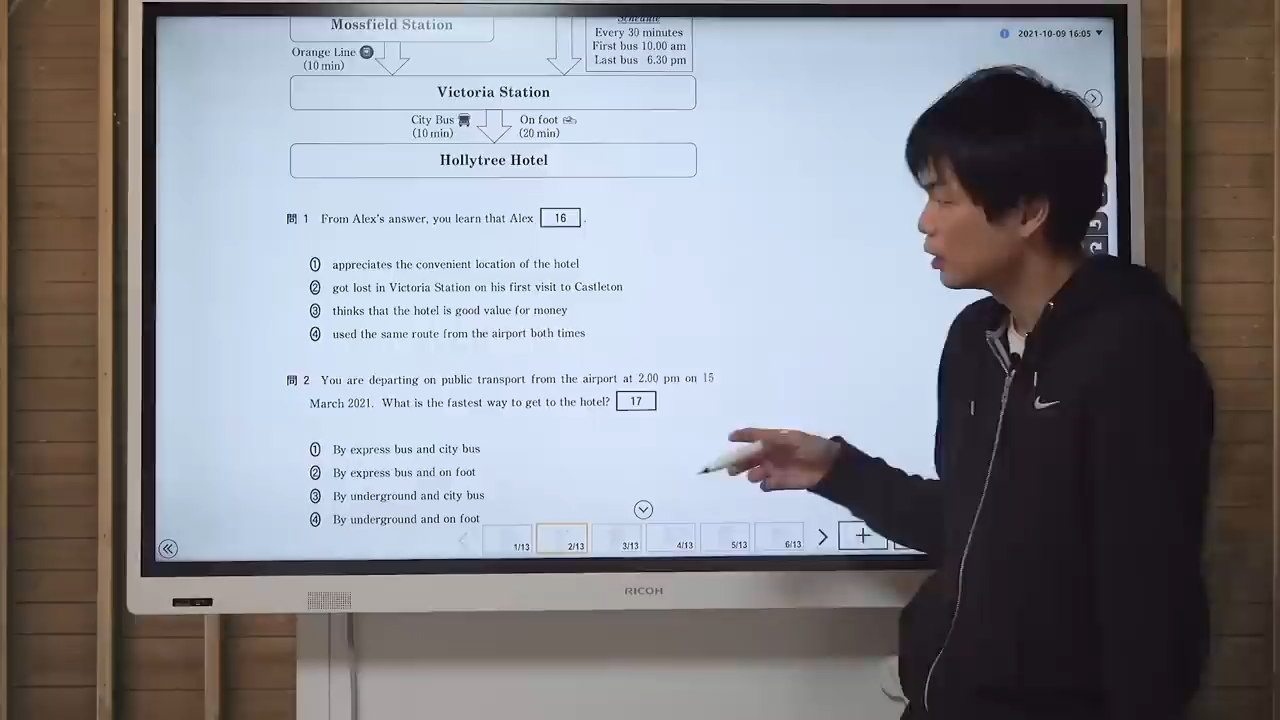 Mossfield Station
Schedule
Every 30 minutes
First bus 10.00 am
Last bus 6.30 pm
Orange Line
(10 min)
Victoria Station
City Bus
(10 min)
On foot
(20 min)
Hollytree Hotel
問 1 From Alex's answer, you learn that Alex 16 .
① appreciates the convenient location of the hotel
② got lost in Victoria Station on his first visit to Castleton
③ thinks that the hotel is good value for money
④ used the same route from the airport both times
問 2 You are departing on public transport from the airport at 2.00 pm on 15
March 2021. What is the fastest way to get to the hotel? 17
① By express bus and city bus
② By express bus and on foot
③ By underground and city bus
④ By underground and on foot
1/13 2/13 3/13 4/13 5/13 6/13
2021-10-09 16:05
RICOH